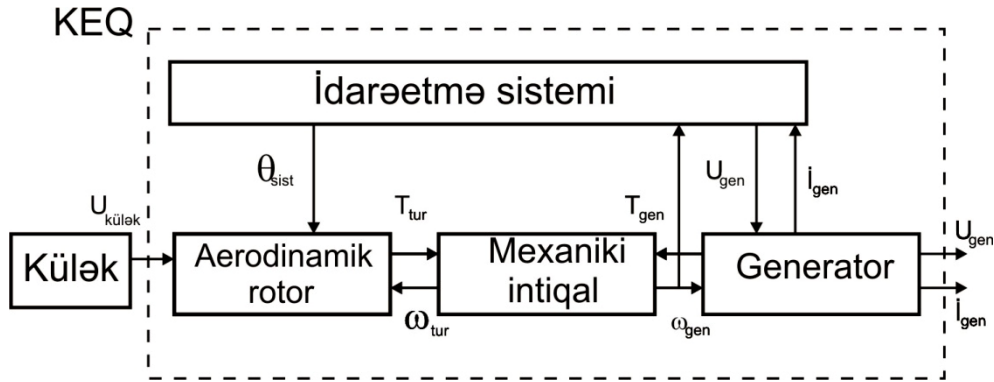 KEQ
İdarəetmə sistemi
θsist
Ugen
İgen
Ukülək
Ttur
Tgen
Külək
Aerodinamik
rotor
Mexaniki
intiqal
Generator
Ugen
İgen
ωtur
ωgen